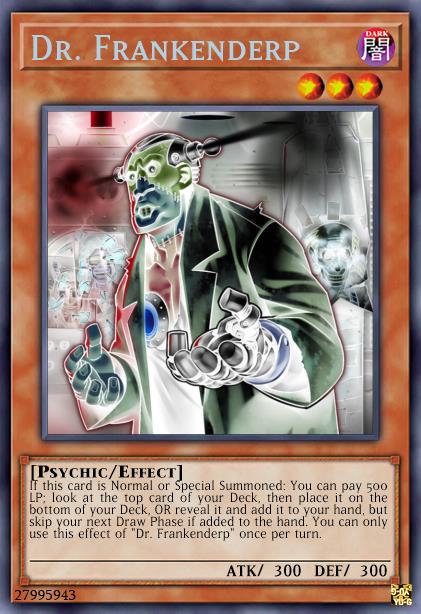 Dr. Frankenderp
DARK
闇
[Psychic/Effect]
If this card is Normal or Special Summoned: You can pay 500
LP; look at the top card of your Deck, then place it on the
bottom of your Deck, OR reveal it and add it to your hand, but
skip your next Draw Phase if added to the hand. You can only
use this effect of "Dr. Frankenderp" once per turn.
ATK/ 300 DEF/ 300
27995943